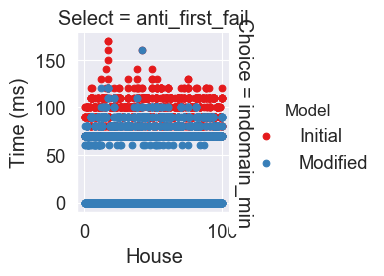 Select = anti_first_fail
Choice = indomain_min
Time (ms)
150
100
50
0
0
100
House
Model
Initial
Modified